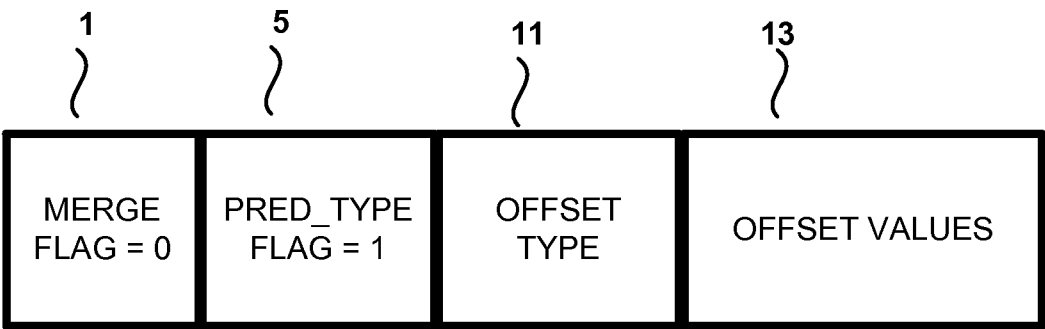 1 5 11 13
MERGE PRED_TYPE OFFSET OFFSET VALUES
FLAG = 0 FLAG = 1 TYPE